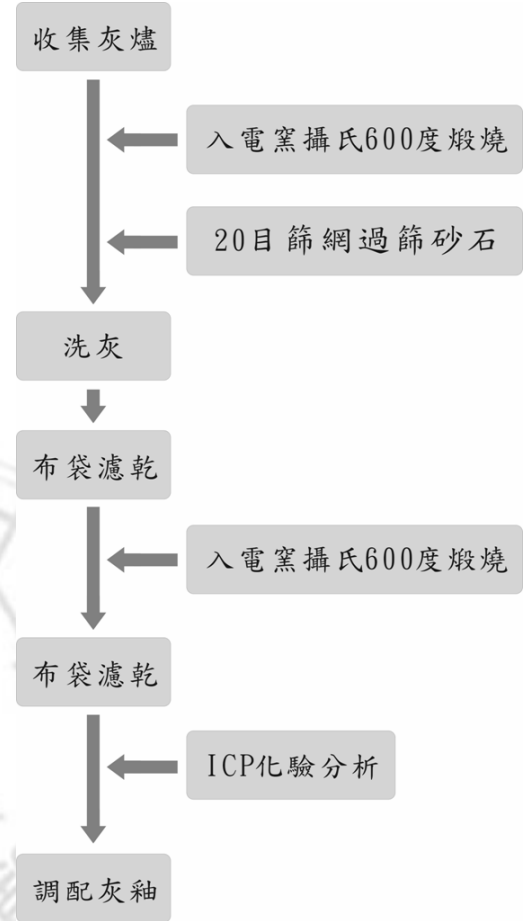 收集灰燼
入電窯攝氏600度煅燒
20目篩網過篩砂石
洗灰
布袋濾乾
入電窯攝氏600度煅燒
布袋濾乾
ICP化驗分析
調配灰釉